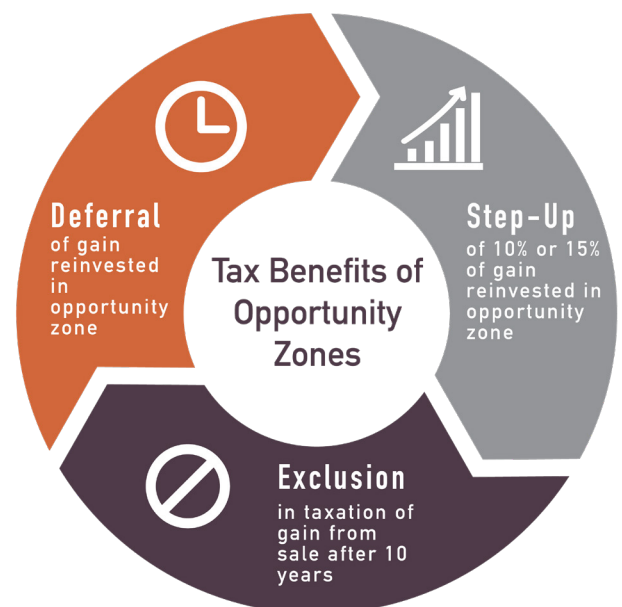 Deferral
of gain
reinvested
in
opportunity
zone
Step-Up
of 10% or 15%
of gain
reinvested in
opportunity
zone
Tax Benefits of
Opportunity
Zones
Exclusion
in taxation of
gain from
sale after 10
years